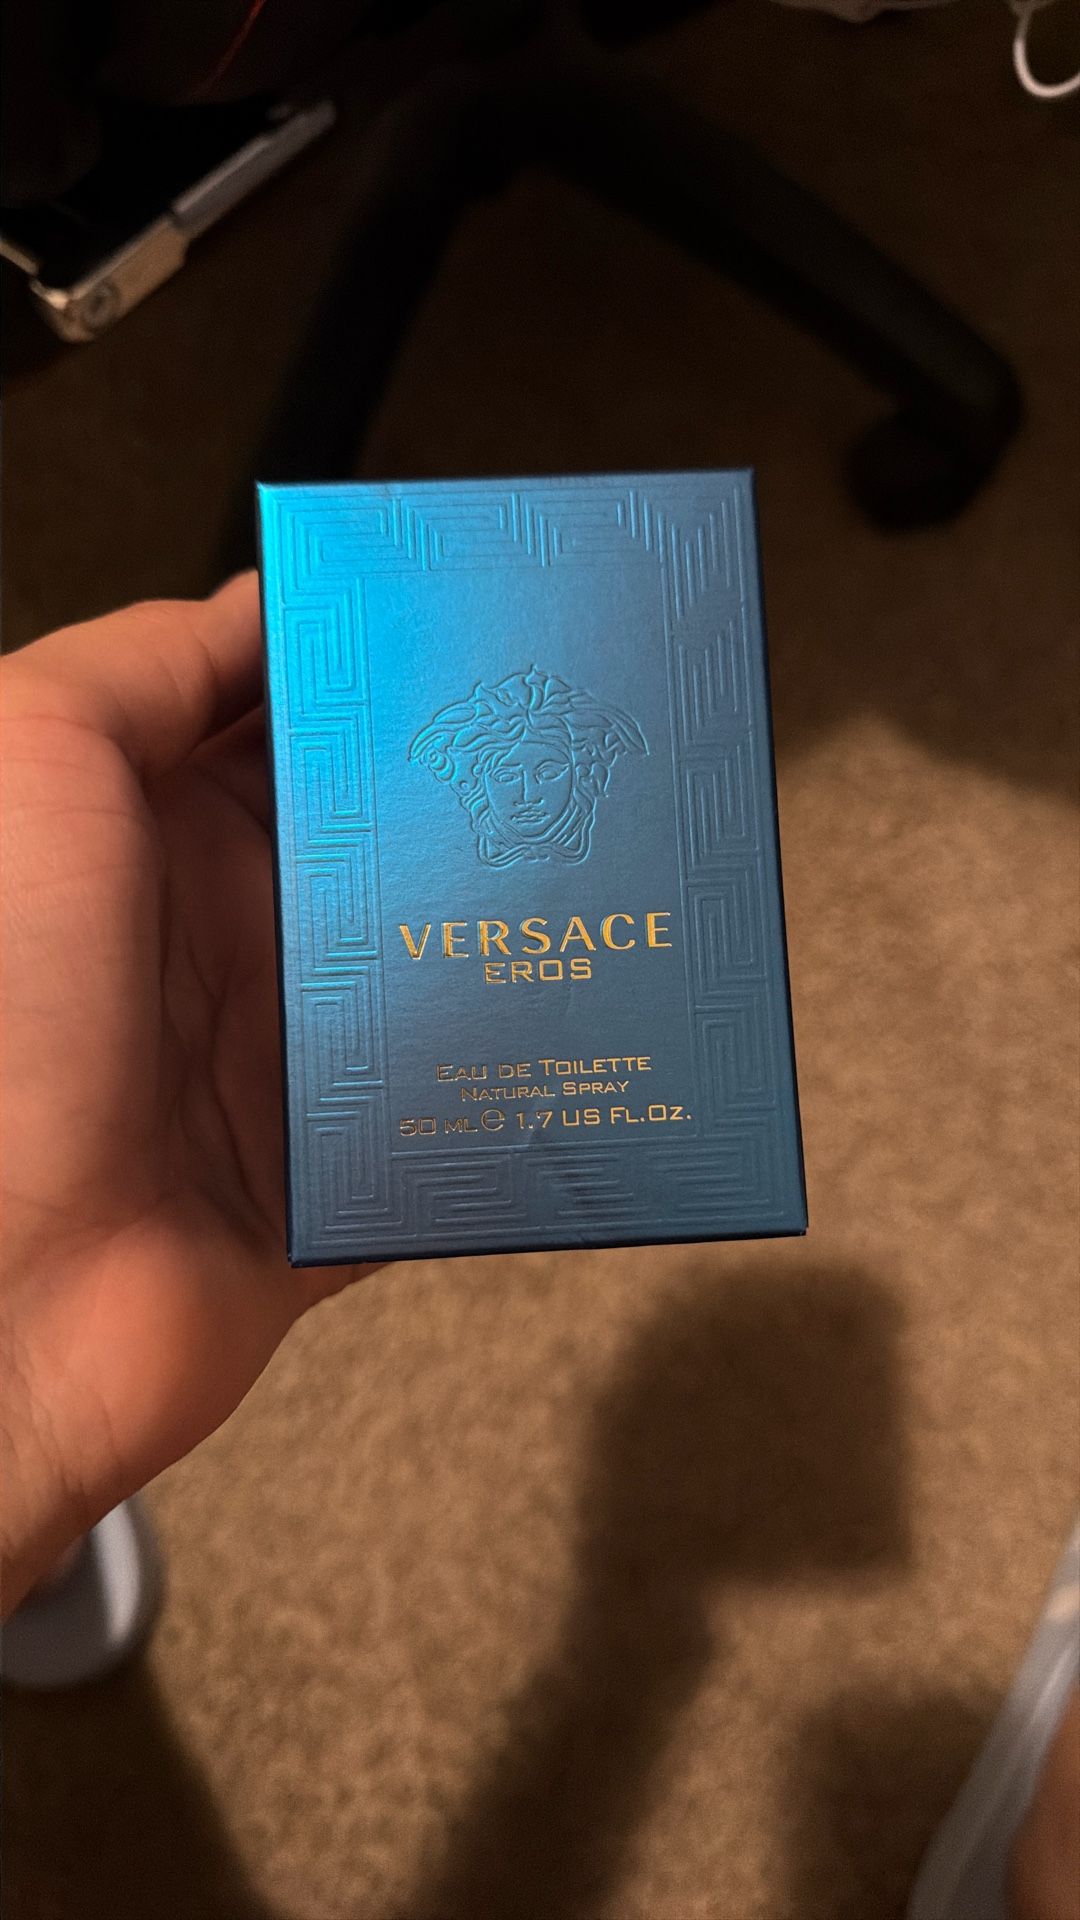 VERSACE
EROS
EAU DE TOILETTE
NATURAL SPRAY
50 ML ℮ 1.7 US FL.OZ.